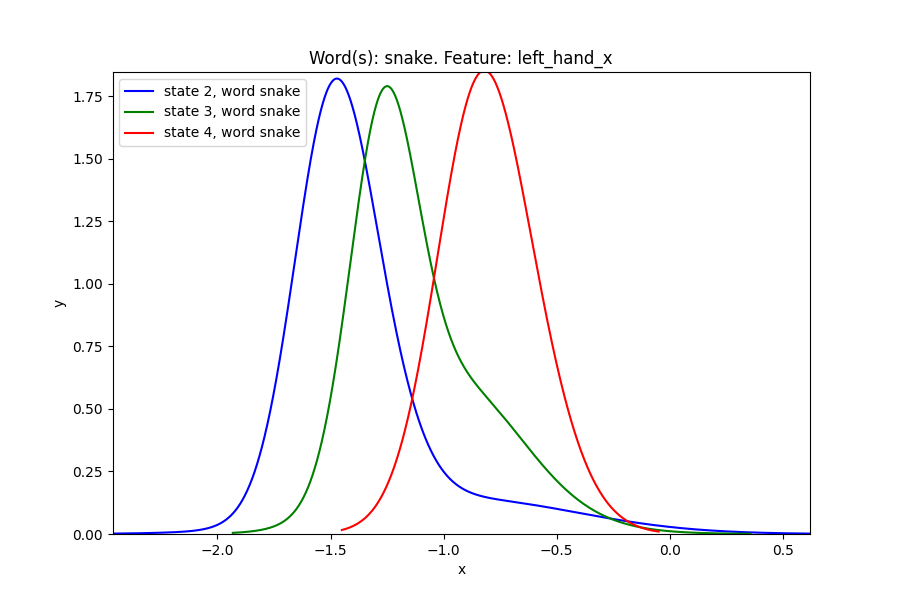 Word(s): snake. Feature: left_hand_x
state 2, word snake
state 3, word snake
state 4, word snake
1.75
1.50
1.25
1.00
0.75
0.50
0.25
0.00
y
−2.0
−1.5
−1.0
−0.5
0.0
0.5
x